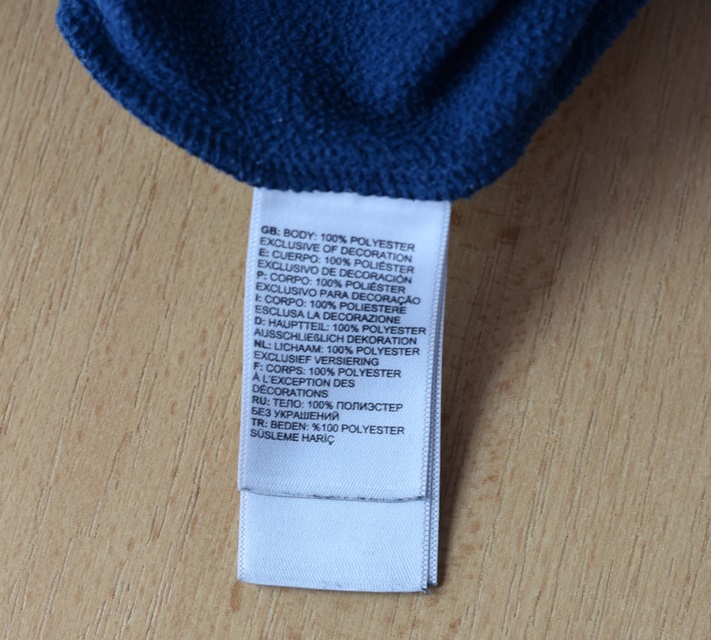 GB: BODY: 100% POLYESTER
EXCLUSIVE OF DECORATION
E: CUERPO: 100% POLIÉSTER
EXCLUSIVO DE DECORACIÓN
P: CORPO: 100% POLIÉSTER
EXCLUSIVO PARA DECORAÇÃO
I: CORPO: 100% POLIESTERE
ESCLUSA LA DECORAZIONE
D: HAUPTTEIL: 100% POLYESTER
AUSSCHLIEßLICH DEKORATION
NL: LICHAAM: 100% POLYESTER
EXCLUSIEF VERSIERING
F: CORPS: 100% POLYESTER
À L'EXCEPTION DES
DÉCORATIONS
RU: ТЕЛО: 100% ПОЛИЭСТЕР
БЕЗ УКРАШЕНИЙ
TR: BEDEN: %100 POLYESTER
SÜSLEME HARİÇ